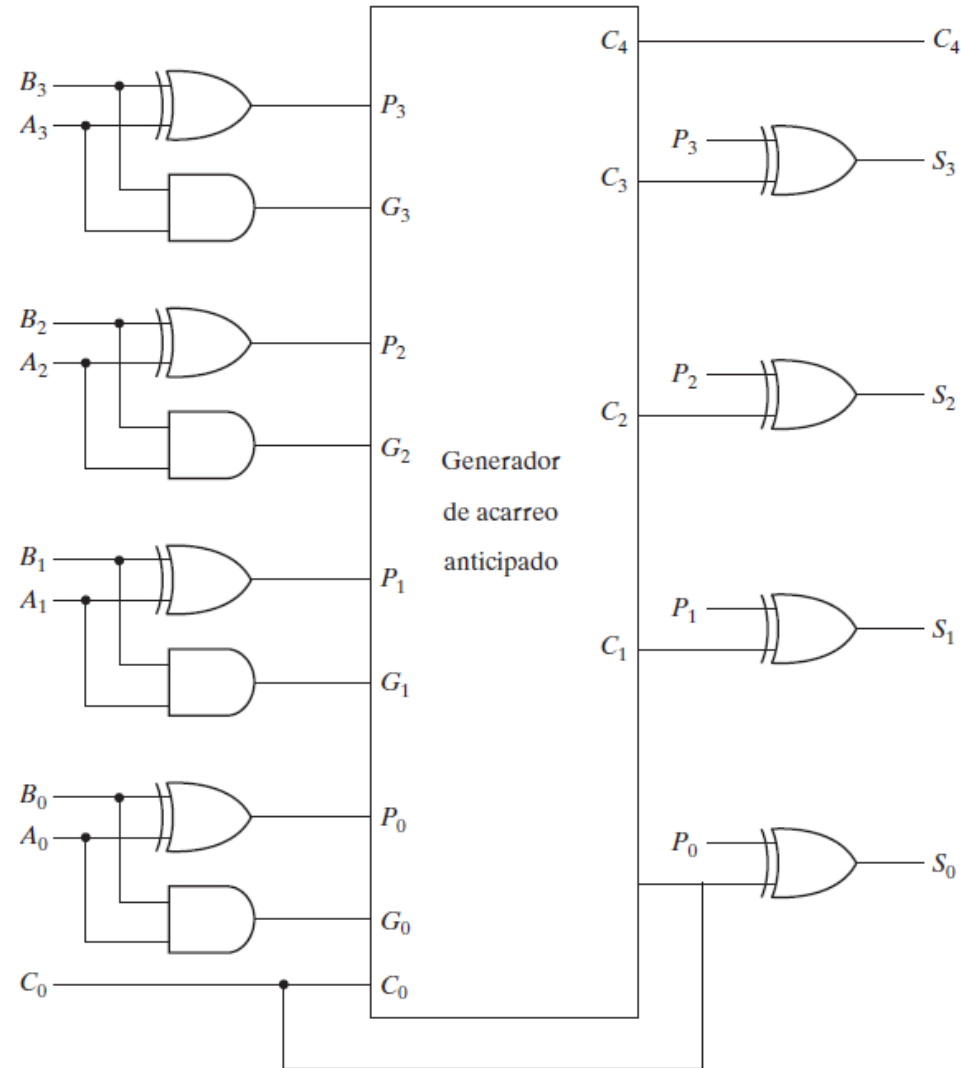 C₄ C₄
B₃
A₃ P₃ P₃
S₃
C₃
G₃
B₂
A₂ P₂ P₂
S₂
C₂
G₂
Generador
de acarreo
anticipado
B₁
A₁ P₁ P₁
S₁
C₁
G₁
B₀
A₀ P₀ P₀
S₀
G₀
C₀ C₀